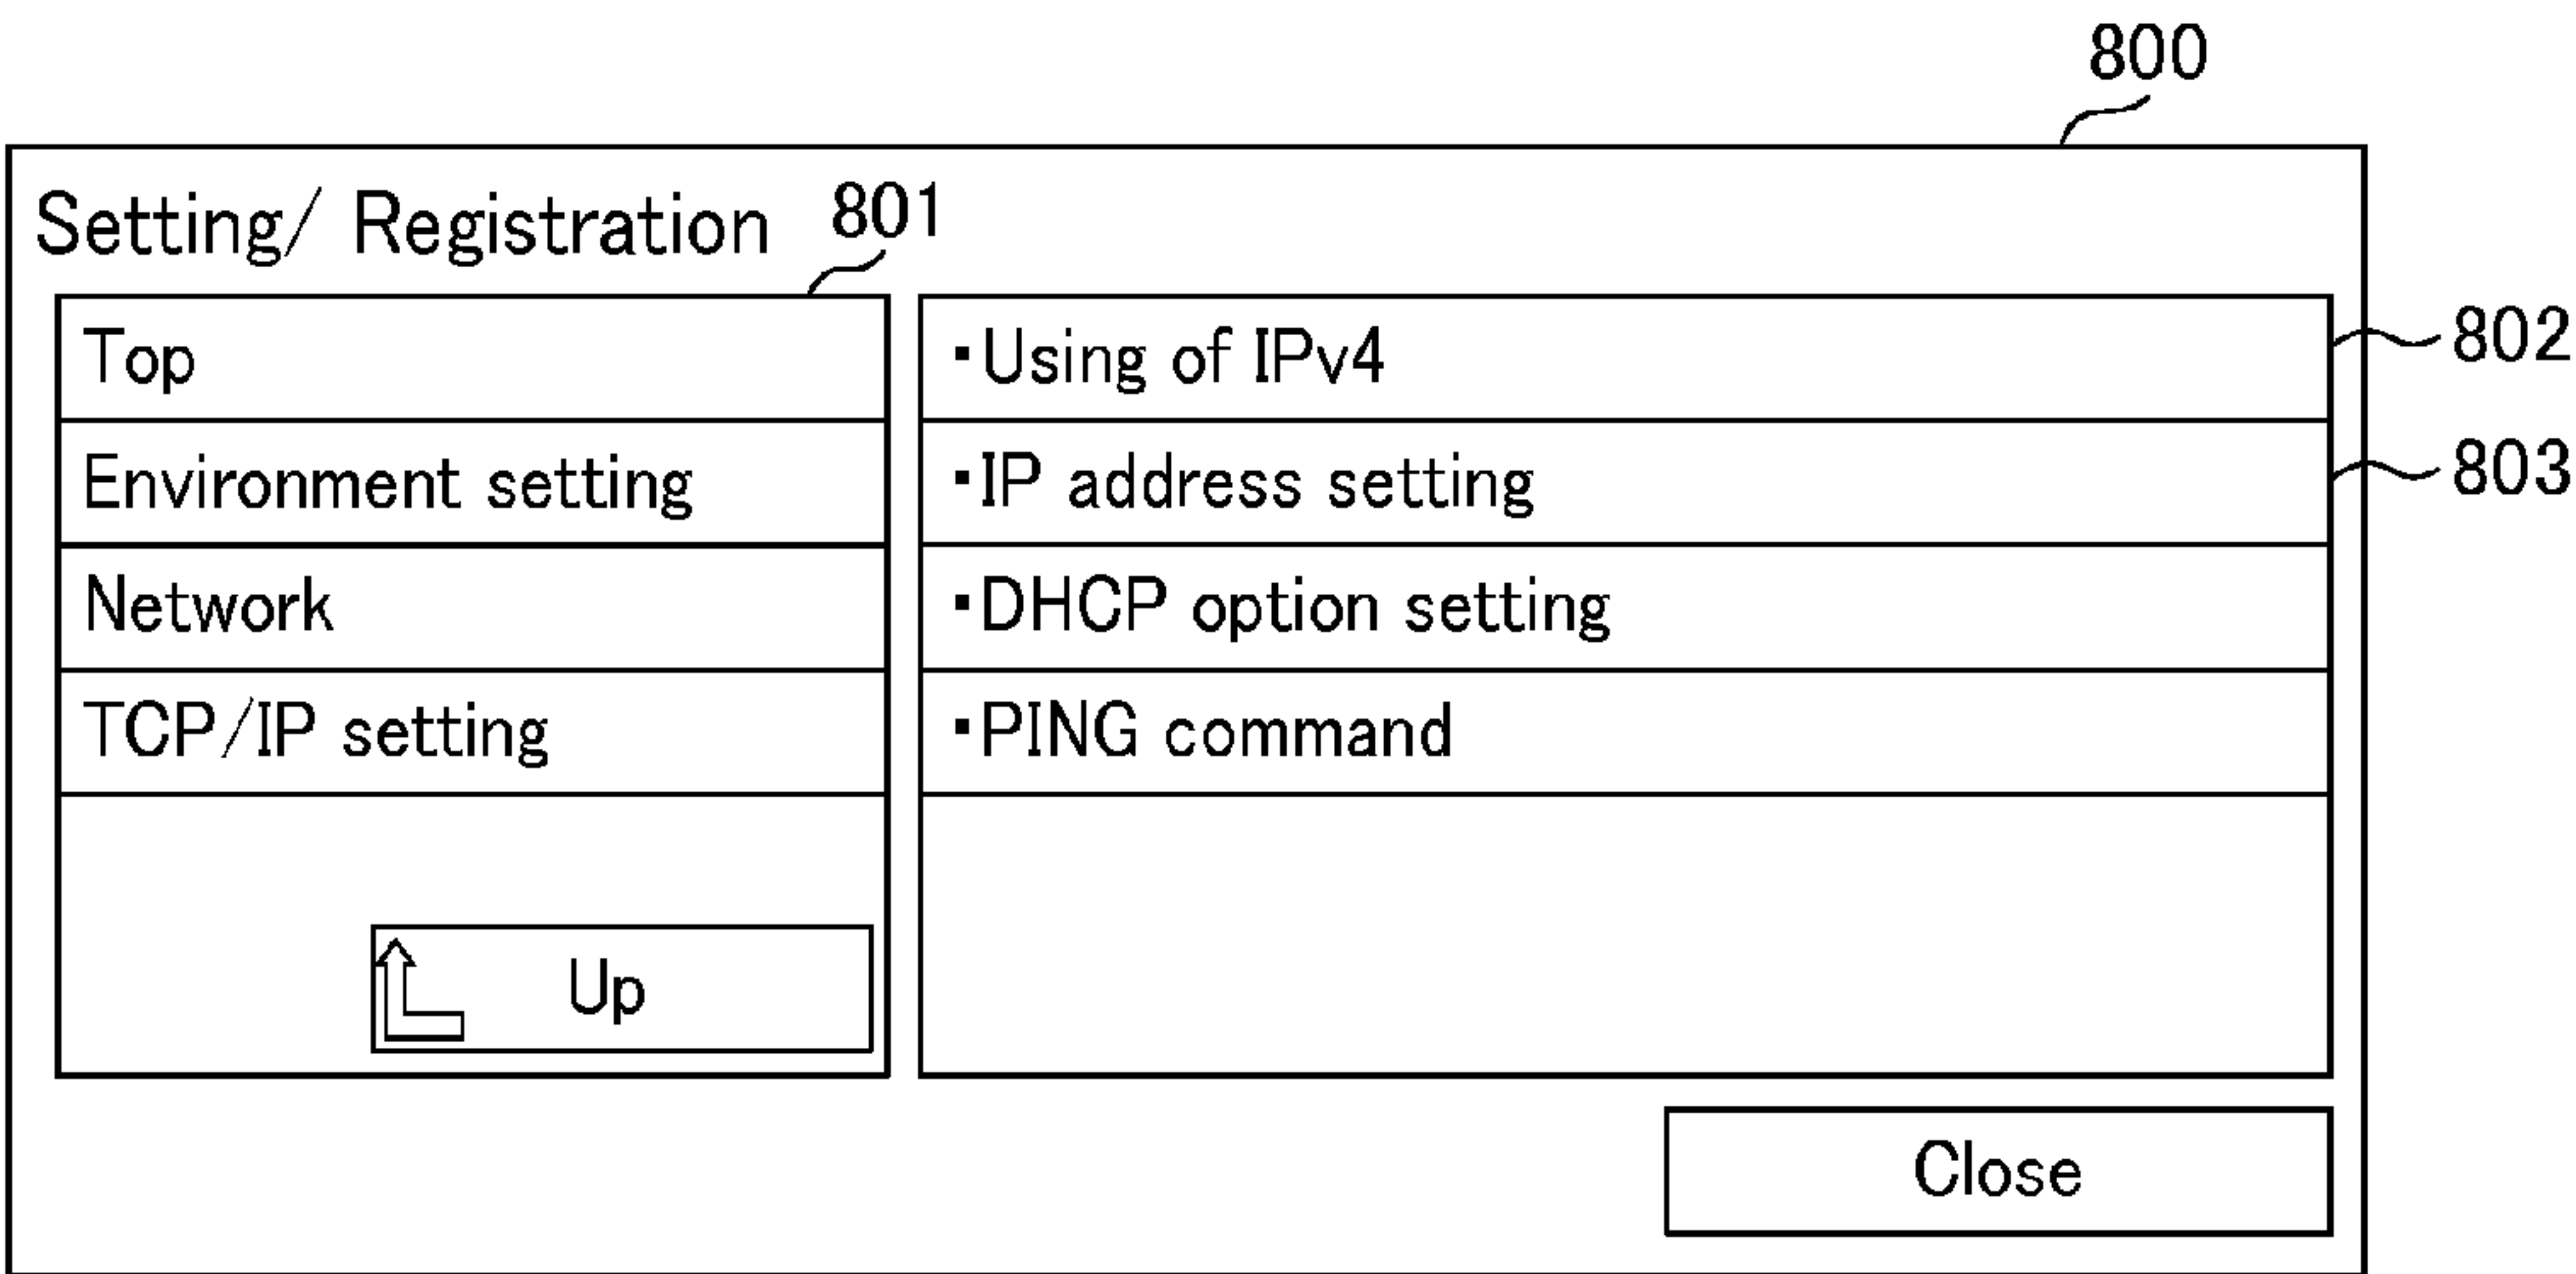 800
Setting/ Registration
801
Top
Environment setting
Network
TCP/IP setting
Up
▪Using of IPv4
802
▪IP address setting
803
▪DHCP option setting
▪PING command
Close